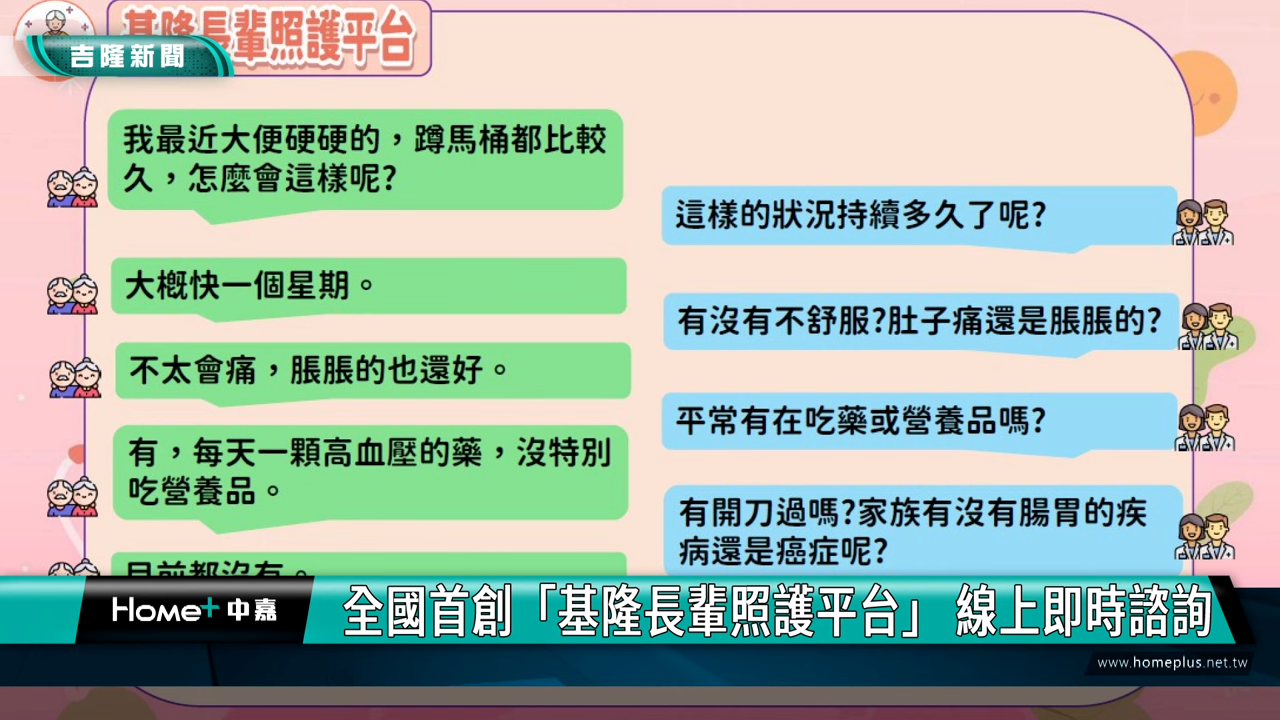 基隆長輩照護平台
吉隆新聞
我最近大便硬硬的，蹲馬桶都比較
久，怎麼會這樣呢?
這樣的狀況持續多久了呢?
大概快一個星期。
有沒有不舒服?肚子痛還是脹脹的?
不太會痛，脹脹的也還好。
平常有在吃藥或營養品嗎?
有，每天一顆高血壓的藥，沒特別
吃營養品。
有開刀過嗎?家族有沒有腸胃的疾
病還是癌症呢?
目前都沒有。
Home+中嘉
全國首創「基隆長輩照護平台」 線上即時諮詢
www.homeplus.net.tw